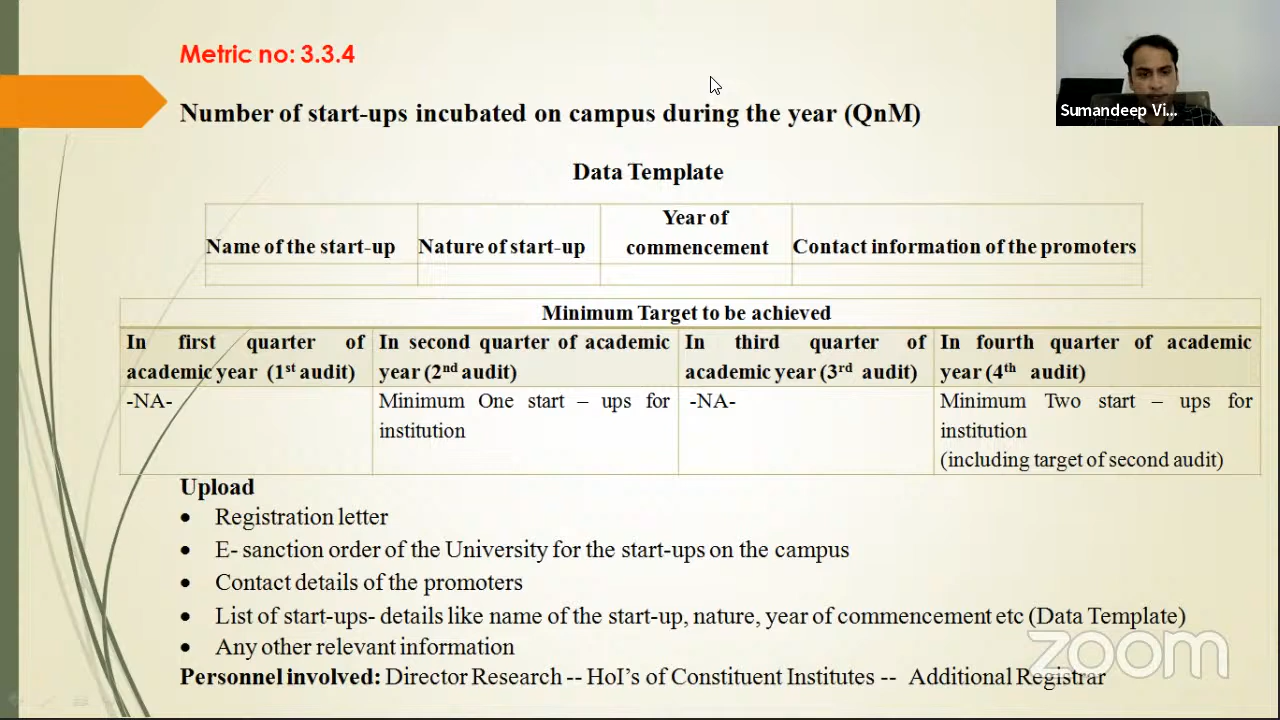 Metric no: 3.3.4
Sumandeep Vi...
Number of start-ups incubated on campus during the year (QnM)
Data Template
Name of the start-up
Nature of start-up
Year of
commencement
Contact information of the promoters
Minimum Target to be achieved
In first quarter of
academic year (1st audit)
In second quarter of academic
year (2nd audit)
In third quarter of
academic year (3rd audit)
In fourth quarter of academic
year (4th audit)
-NA-
Minimum One start – ups for
institution
-NA-
Minimum Two start – ups for
institution
(including target of second audit)
Upload
• Registration letter
• E- sanction order of the University for the start-ups on the campus
• Contact details of the promoters
• List of start-ups- details like name of the start-up, nature, year of commencement etc (Data Template)
• Any other relevant information
zoom
Personnel involved: Director Research -- HoI's of Constituent Institutes -- Additional Registrar